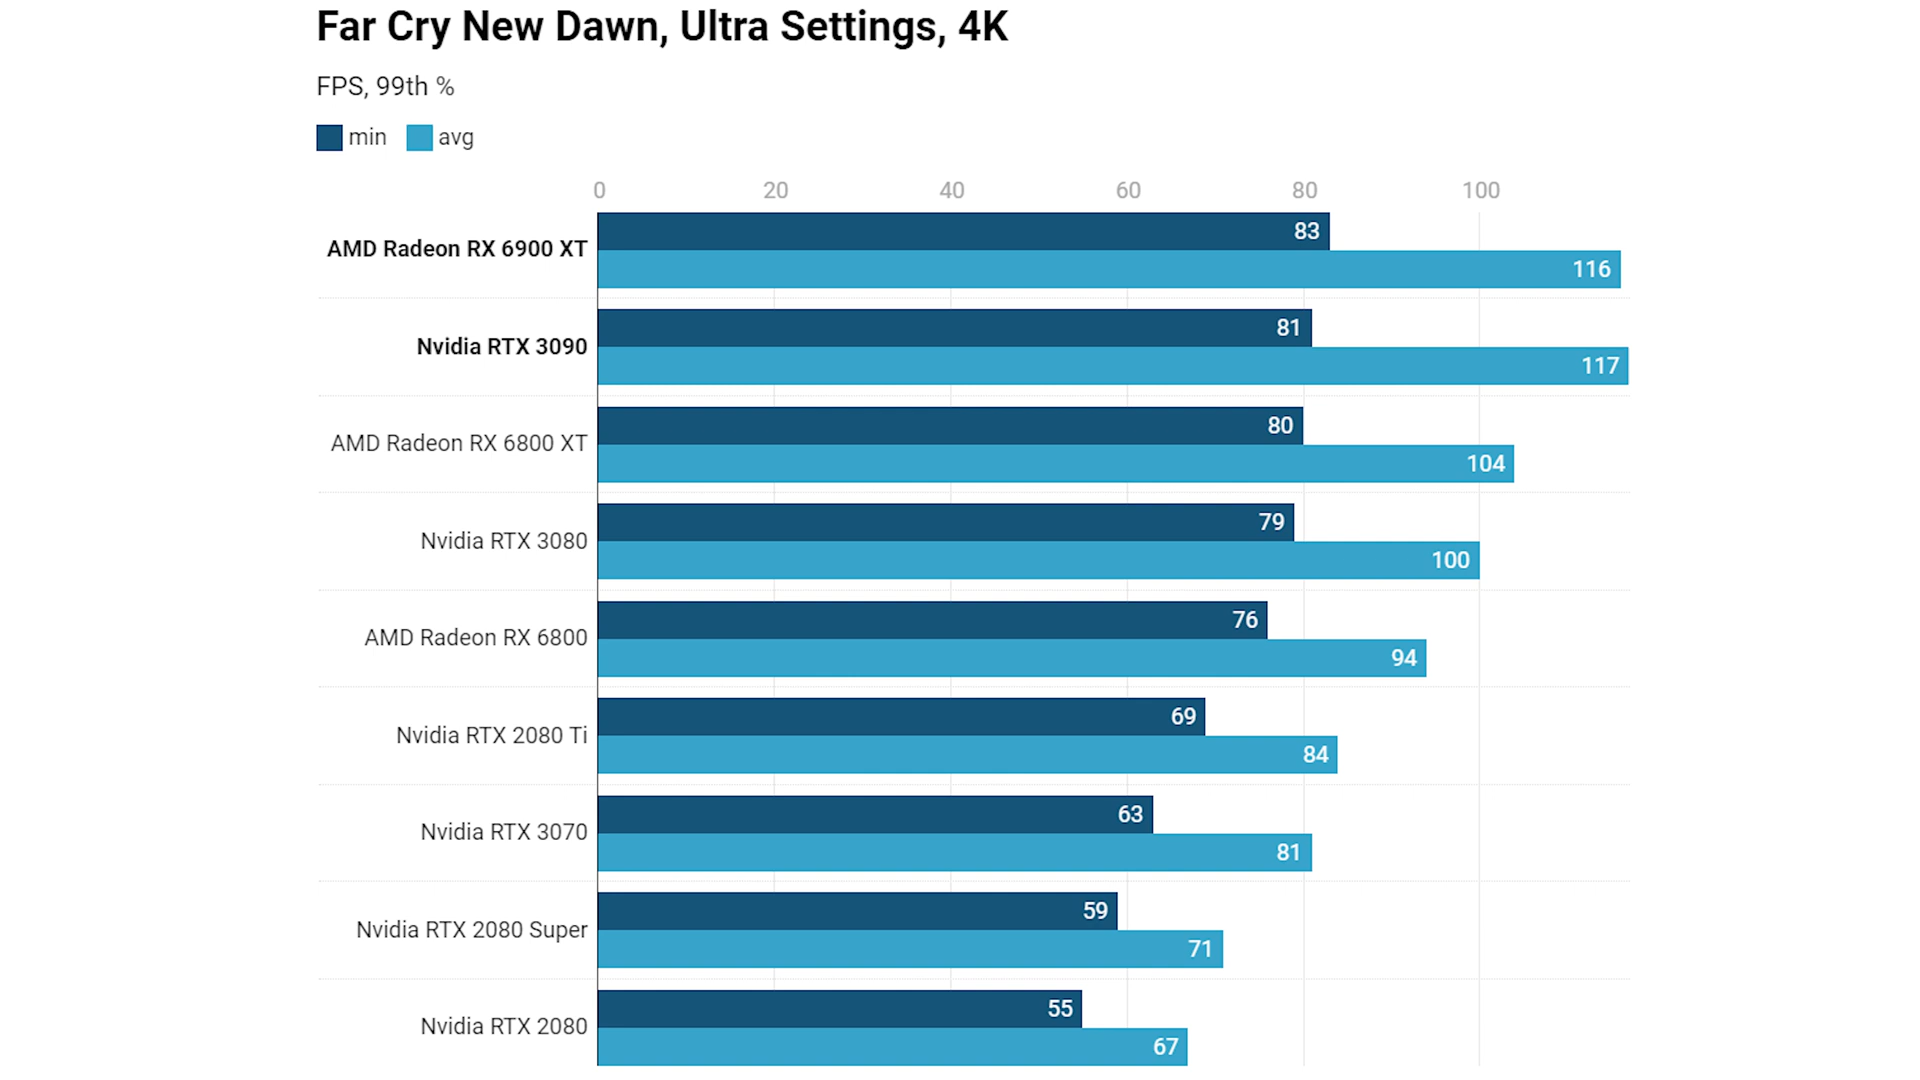 Far Cry New Dawn, Ultra Settings, 4K
FPS, 99th %
min avg
0 20 40 60 80 100
AMD Radeon RX 6900 XT 83 116
Nvidia RTX 3090 81 117
AMD Radeon RX 6800 XT 80 104
Nvidia RTX 3080 79 100
AMD Radeon RX 6800 76 94
Nvidia RTX 2080 Ti 69 84
Nvidia RTX 3070 63 81
Nvidia RTX 2080 Super 59 71
Nvidia RTX 2080 55 67